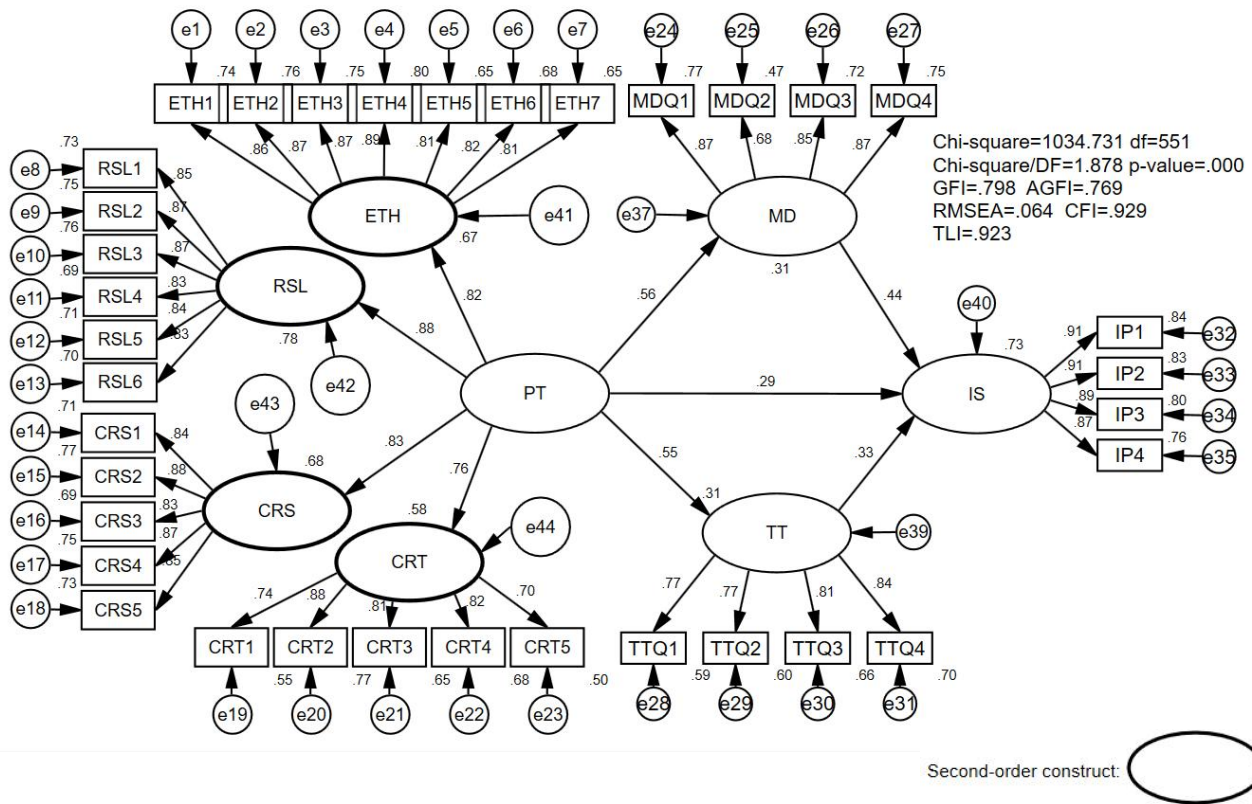 e1 e2 e3 e4 e5 e6 e7 e24 e25 e26 e27
.74 .76 .75 .80 .65 .68 .65 .77 .47 .72 .75
ETH1 ETH2 ETH3 ETH4 ETH5 ETH6 ETH7 MDQ1 MDQ2 MDQ3 MDQ4
.86 .87 .87 .89 .81 .82 .81 .87 .68 .85 .87
Chi-square=1034.731 df=551
Chi-square/DF=1.878 p-value=.000
GFI=.798 AGFI=.769
RMSEA=.064 CFI=.929
TLI=.923
.73
e8 RSL1 .85
.75
e9 RSL2 .87
.76
e10 RSL3 .87
.69
e11 RSL4 .83
.71
e12 RSL5 .84
.70
e13 RSL6 .83
ETH e41 e37 MD
.67 .31
RSL .82 .56 .44
.78 .88
e42
e40
.73
PT .29 IS
.91 IP1 .84 e32
.91 IP2 .83 e33
.89 IP3 .80 e34
.87 IP4 .76 e35
e43
.71
e14 CRS1 .84
.77
e15 CRS2 .88
.69
e16 CRS3 .83
.75
e17 CRS4 .87
.73
e18 CRS5 .85
.83 .76 .55 .33
.68 .31
CRS .58 e44 TT e39
CRT
.74 .88 .81 .82 .70 .77 .77 .81 .84
CRT1 CRT2 CRT3 CRT4 CRT5 TTQ1 TTQ2 TTQ3 TTQ4
.55 .77 .65 .68 .50 .59 .60 .66 .70
e19 e20 e21 e22 e23 e28 e29 e30 e31
Second-order construct: